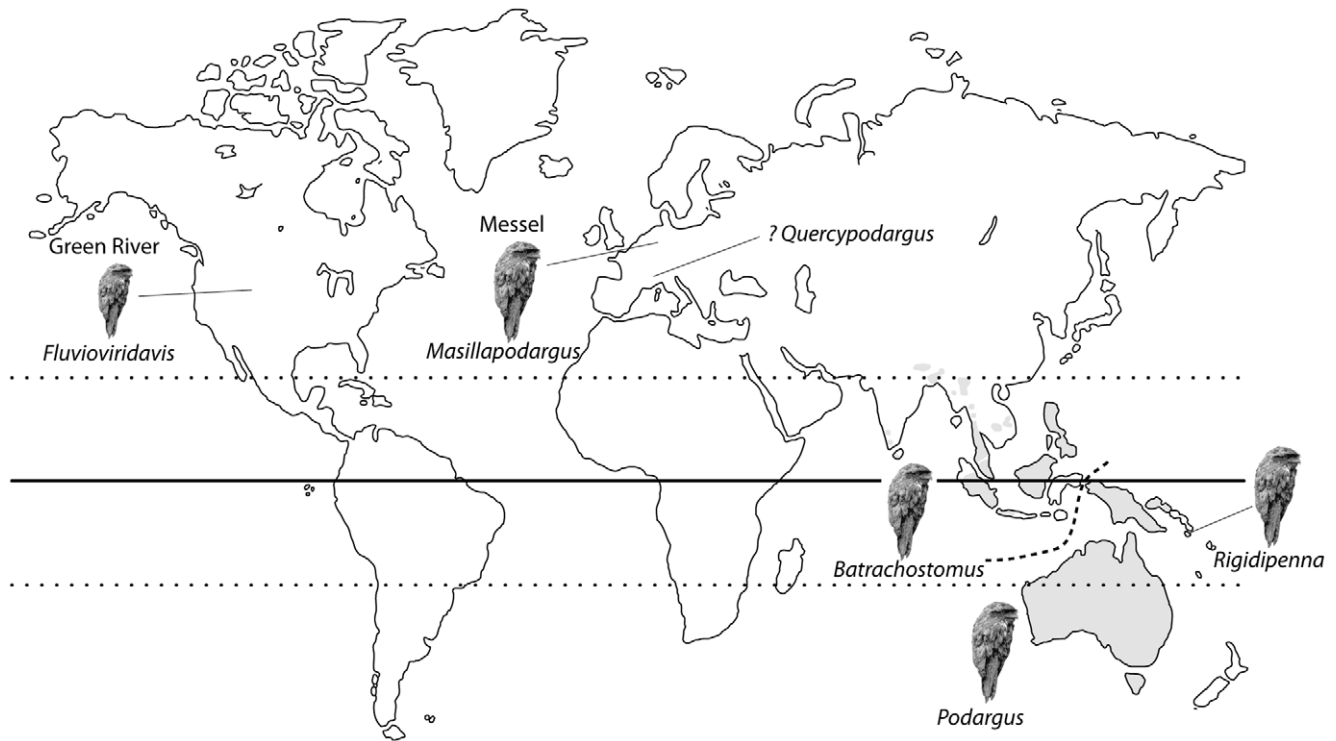 Messel
? Quercypodargus
Green River
Fluvioviridavis
Masillapodargus
Batrachostomus
Rigidipenna
Podargus